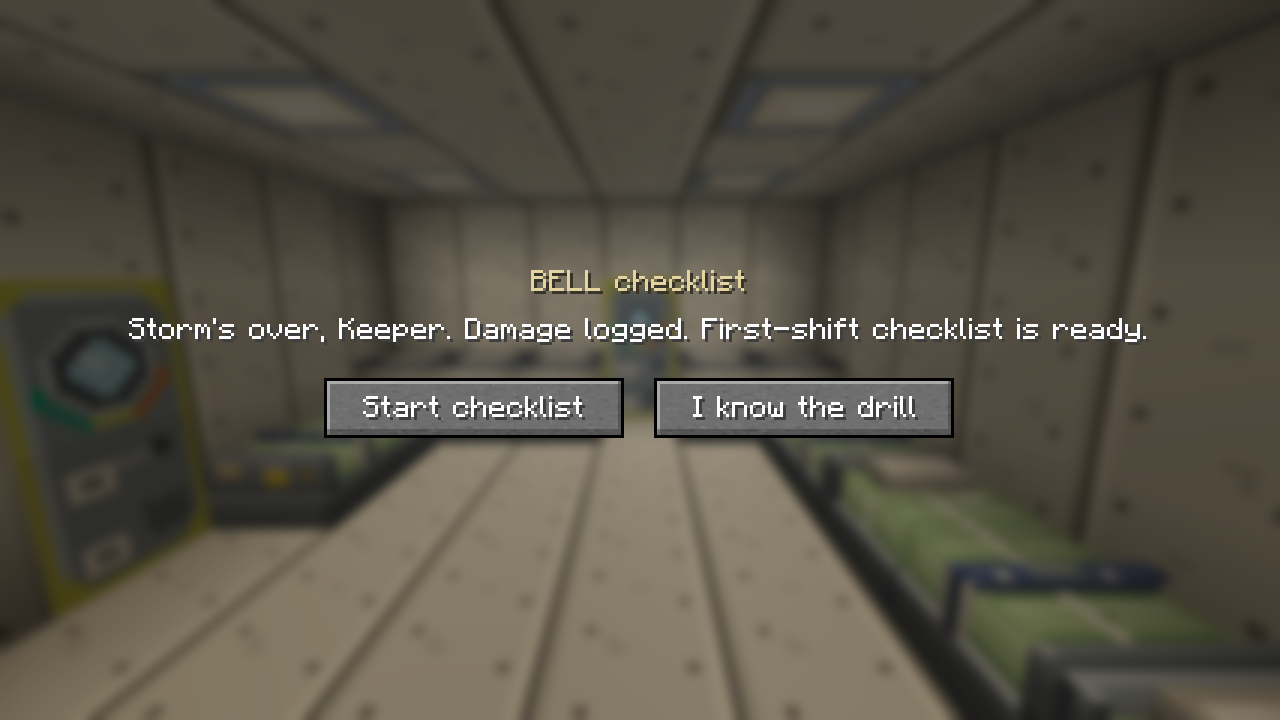 BELL checklist
Storm's over, Keeper. Damage logged. First-shift checklist is ready.
Start checklist
I know the drill